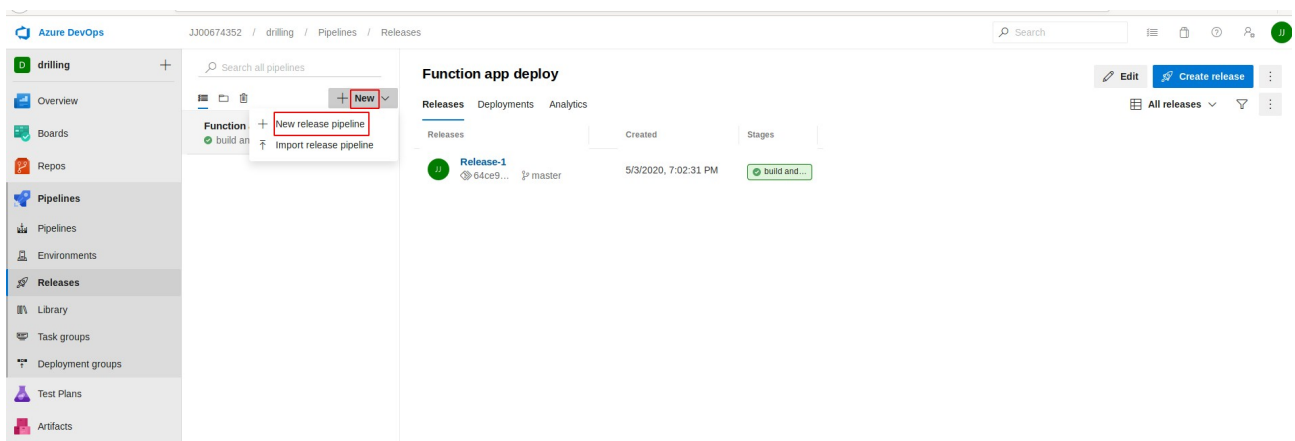 Azure DevOps
JJ00674352 / drilling / Pipelines / Releases
Search
JJ
D drilling
Overview
Boards
Repos
Pipelines
Pipelines
Environments
Releases
Library
Task groups
Deployment groups
Test Plans
Artifacts
Search all pipelines
New
New release pipeline
Import release pipeline
Function
build an
Function app deploy
Edit
Create release
Releases Deployments Analytics
All releases
Releases Created Stages
JJ
Release-1
64ce9... master
5/3/2020, 7:02:31 PM
build and...